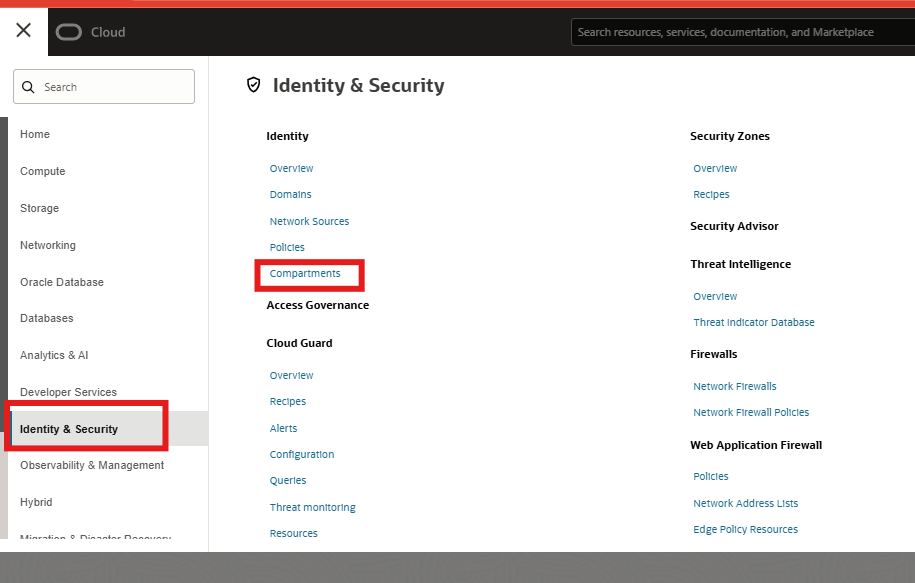 Cloud
Search resources, services, documentation, and Marketplace
Search
Home
Compute
Storage
Networking
Oracle Database
Databases
Analytics & AI
Developer Services
Identity & Security
Observability & Management
Hybrid
Migration & Disaster Recovery
Identity & Security
Identity
Overview
Domains
Network Sources
Policies
Compartments
Access Governance
Cloud Guard
Overview
Recipes
Alerts
Configuration
Queries
Threat monitoring
Resources
Security Zones
Overview
Recipes
Security Advisor
Threat Intelligence
Overview
Threat Indicator Database
Firewalls
Network Firewalls
Network Firewall Policies
Web Application Firewall
Policies
Network Address Lists
Edge Policy Resources